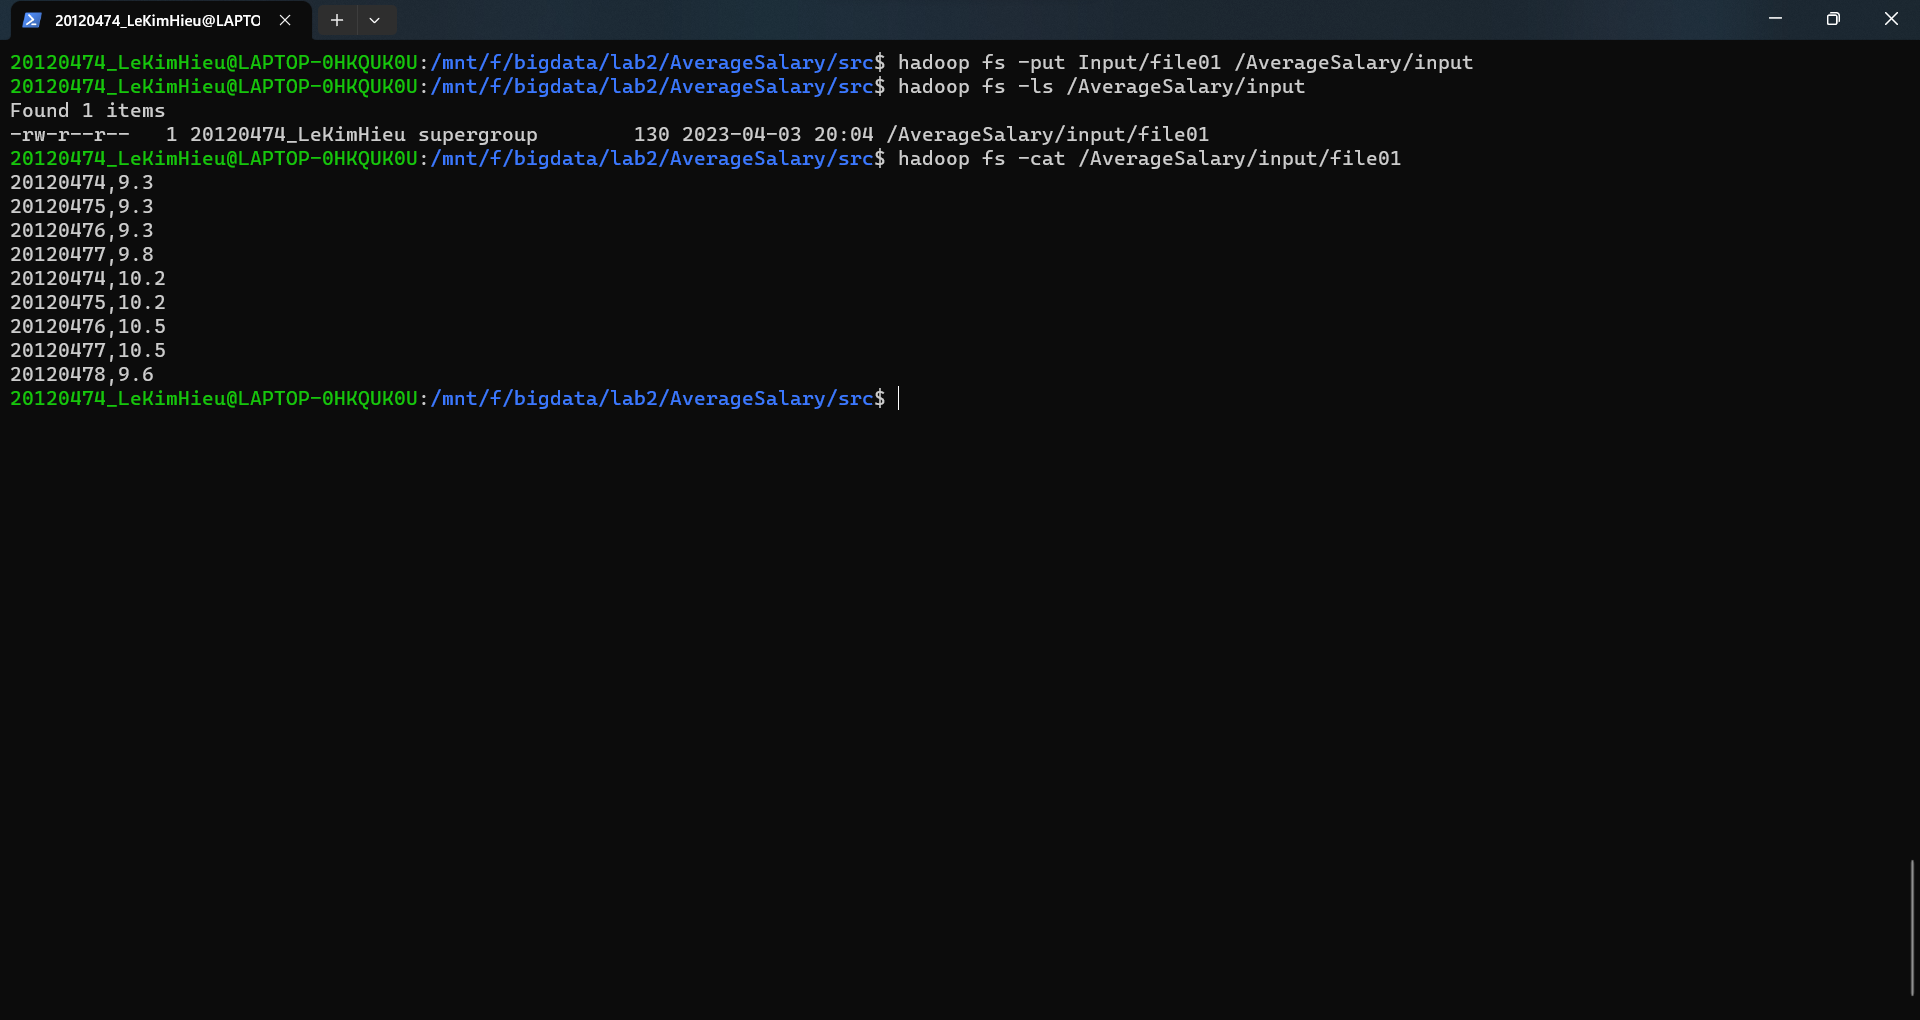 20120474_LeKimHieu@LAPTO
20120474_LeKimHieu@LAPTOP-0HKQUK0U:/mnt/f/bigdata/lab2/AverageSalary/src$ hadoop fs -put Input/file01 /AverageSalary/input
20120474_LeKimHieu@LAPTOP-0HKQUK0U:/mnt/f/bigdata/lab2/AverageSalary/src$ hadoop fs -ls /AverageSalary/input
Found 1 items
-rw-r--r--   1 20120474_LeKimHieu supergroup        130 2023-04-03 20:04 /AverageSalary/input/file01
20120474_LeKimHieu@LAPTOP-0HKQUK0U:/mnt/f/bigdata/lab2/AverageSalary/src$ hadoop fs -cat /AverageSalary/input/file01
20120474,9.3
20120475,9.3
20120476,9.3
20120477,9.8
20120474,10.2
20120475,10.2
20120476,10.5
20120477,10.5
20120478,9.6
20120474_LeKimHieu@LAPTOP-0HKQUK0U:/mnt/f/bigdata/lab2/AverageSalary/src$